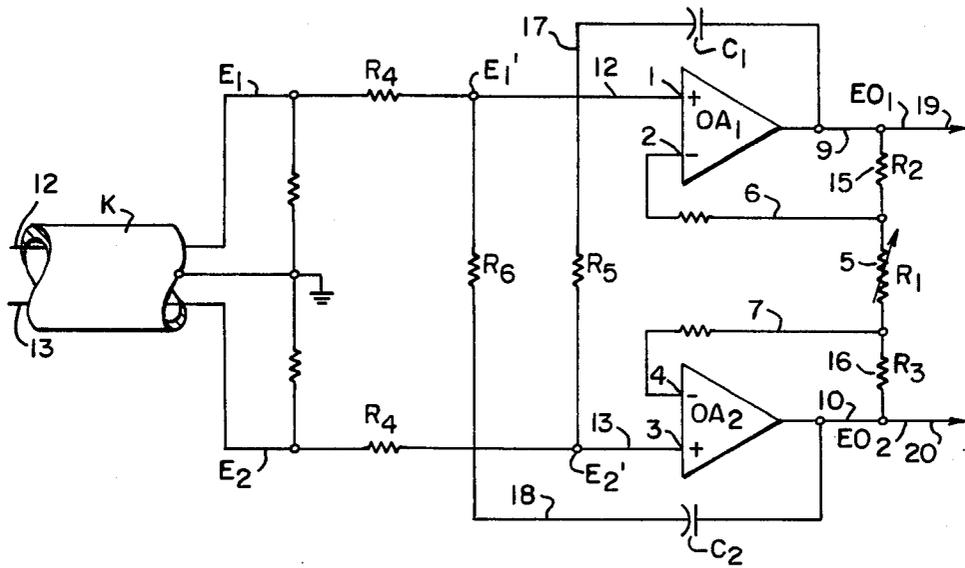 17
C₁
E₁
R₄
E₁'
12
1
+
OA₁
EO₁
19
2
-
9
15
R₂
12
K
6
R₆
R₅
5
R₁
13
7
16
R₃
4
-
OA₂
10
R₄
13
3
+
EO₂
20
E₂
E₂'
18
C₂